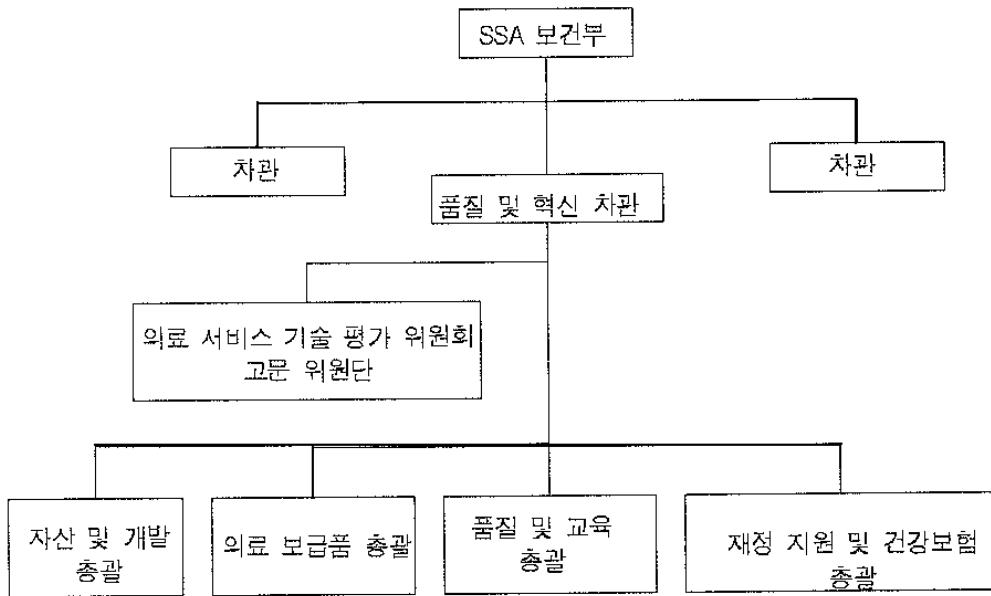 SSA 보건부
차관
차관
품질 및 혁신 차관
의료 서비스 기술 평가 위원회
고문 위원단
자산 및 개발
총괄
의료 보급품 총괄
품질 및 교육
총괄
재정 지원 및 건강보험
총괄